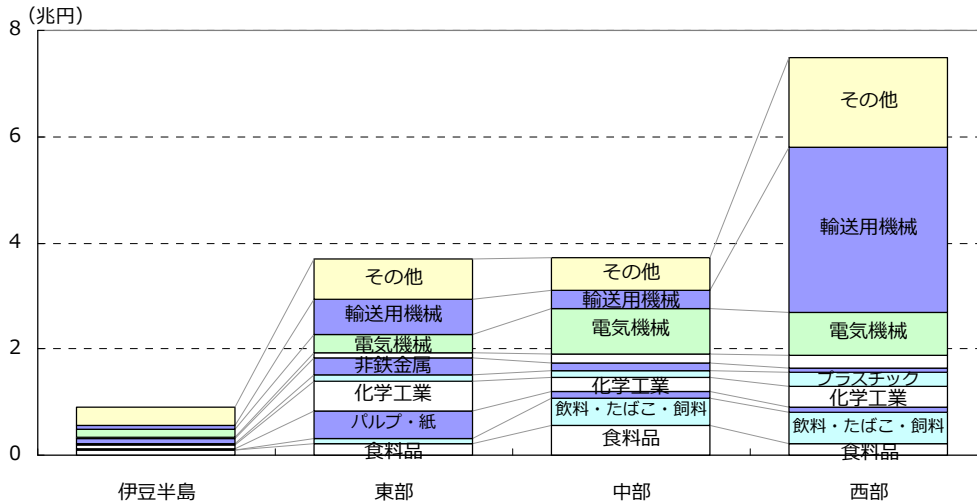 (兆円)
8
6
4
2
0
その他
輸送用機械
電気機械
非鉄金属
化学工業
パルプ・紙
食料品
その他
輸送用機械
電気機械
化学工業
飲料・たばこ・飼料
食料品
その他
輸送用機械
電気機械
プラスチック
化学工業
飲料・たばこ・飼料
食料品
伊豆半島
東部
中部
西部